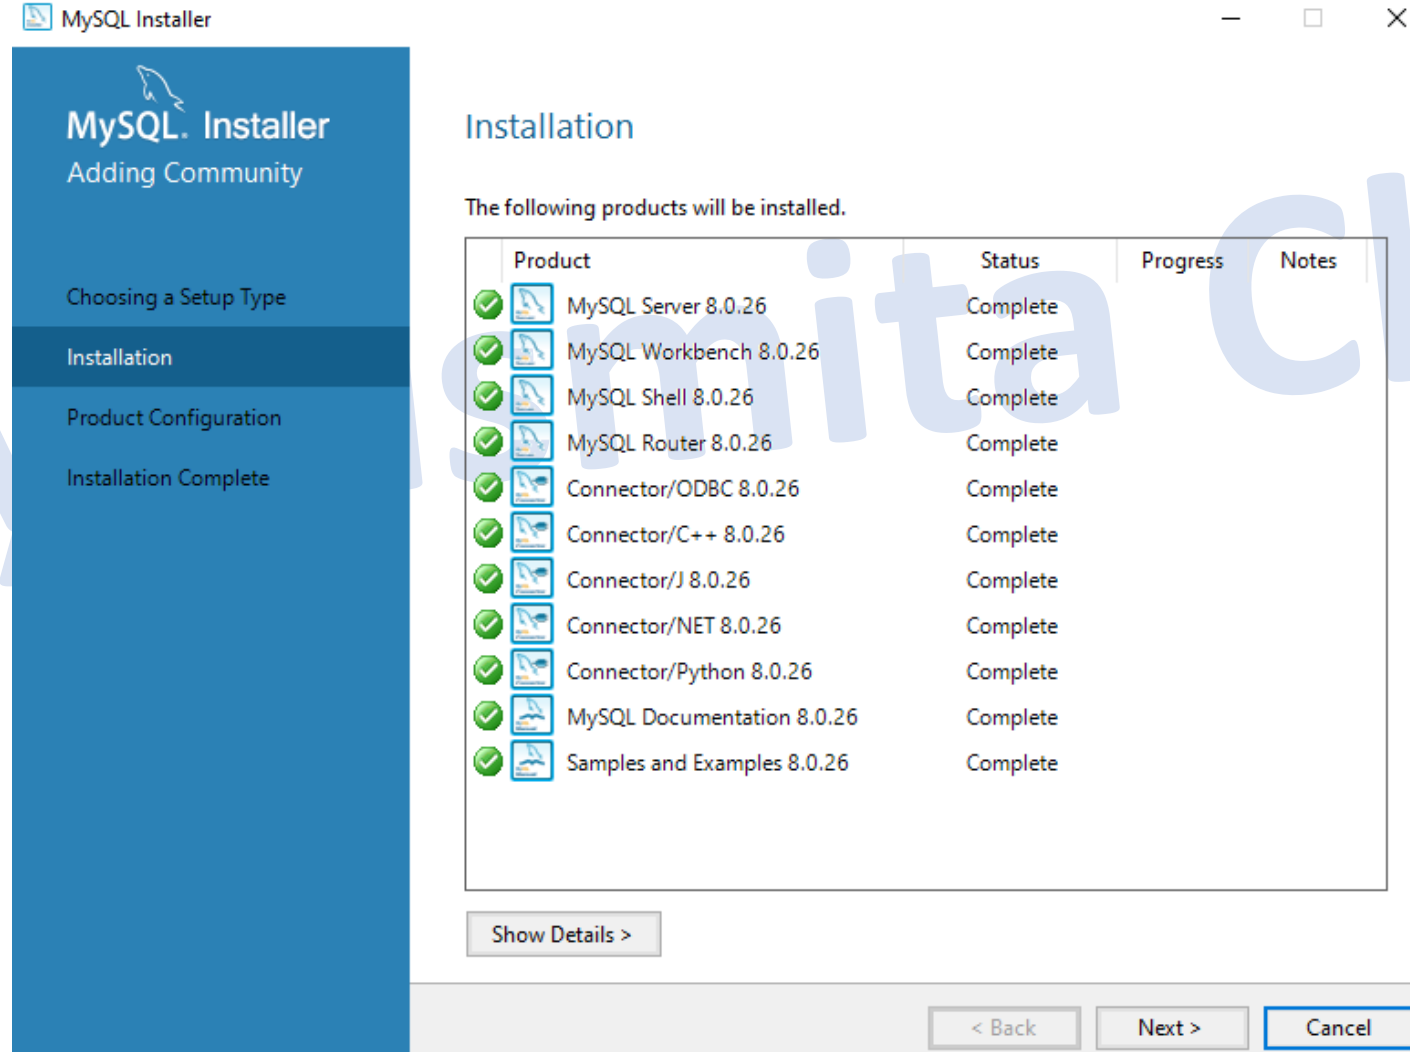 MySQL Installer
MySQL. Installer
Adding Community
Choosing a Setup Type
Installation
Product Configuration
Installation Complete
Installation
The following products will be installed.
Product Status Progress Notes
MySQL Server 8.0.26 Complete
MySQL Workbench 8.0.26 Complete
MySQL Shell 8.0.26 Complete
MySQL Router 8.0.26 Complete
Connector/ODBC 8.0.26 Complete
Connector/C++ 8.0.26 Complete
Connector/J 8.0.26 Complete
Connector/NET 8.0.26 Complete
Connector/Python 8.0.26 Complete
MySQL Documentation 8.0.26 Complete
Samples and Examples 8.0.26 Complete
Show Details >
< Back Next > Cancel